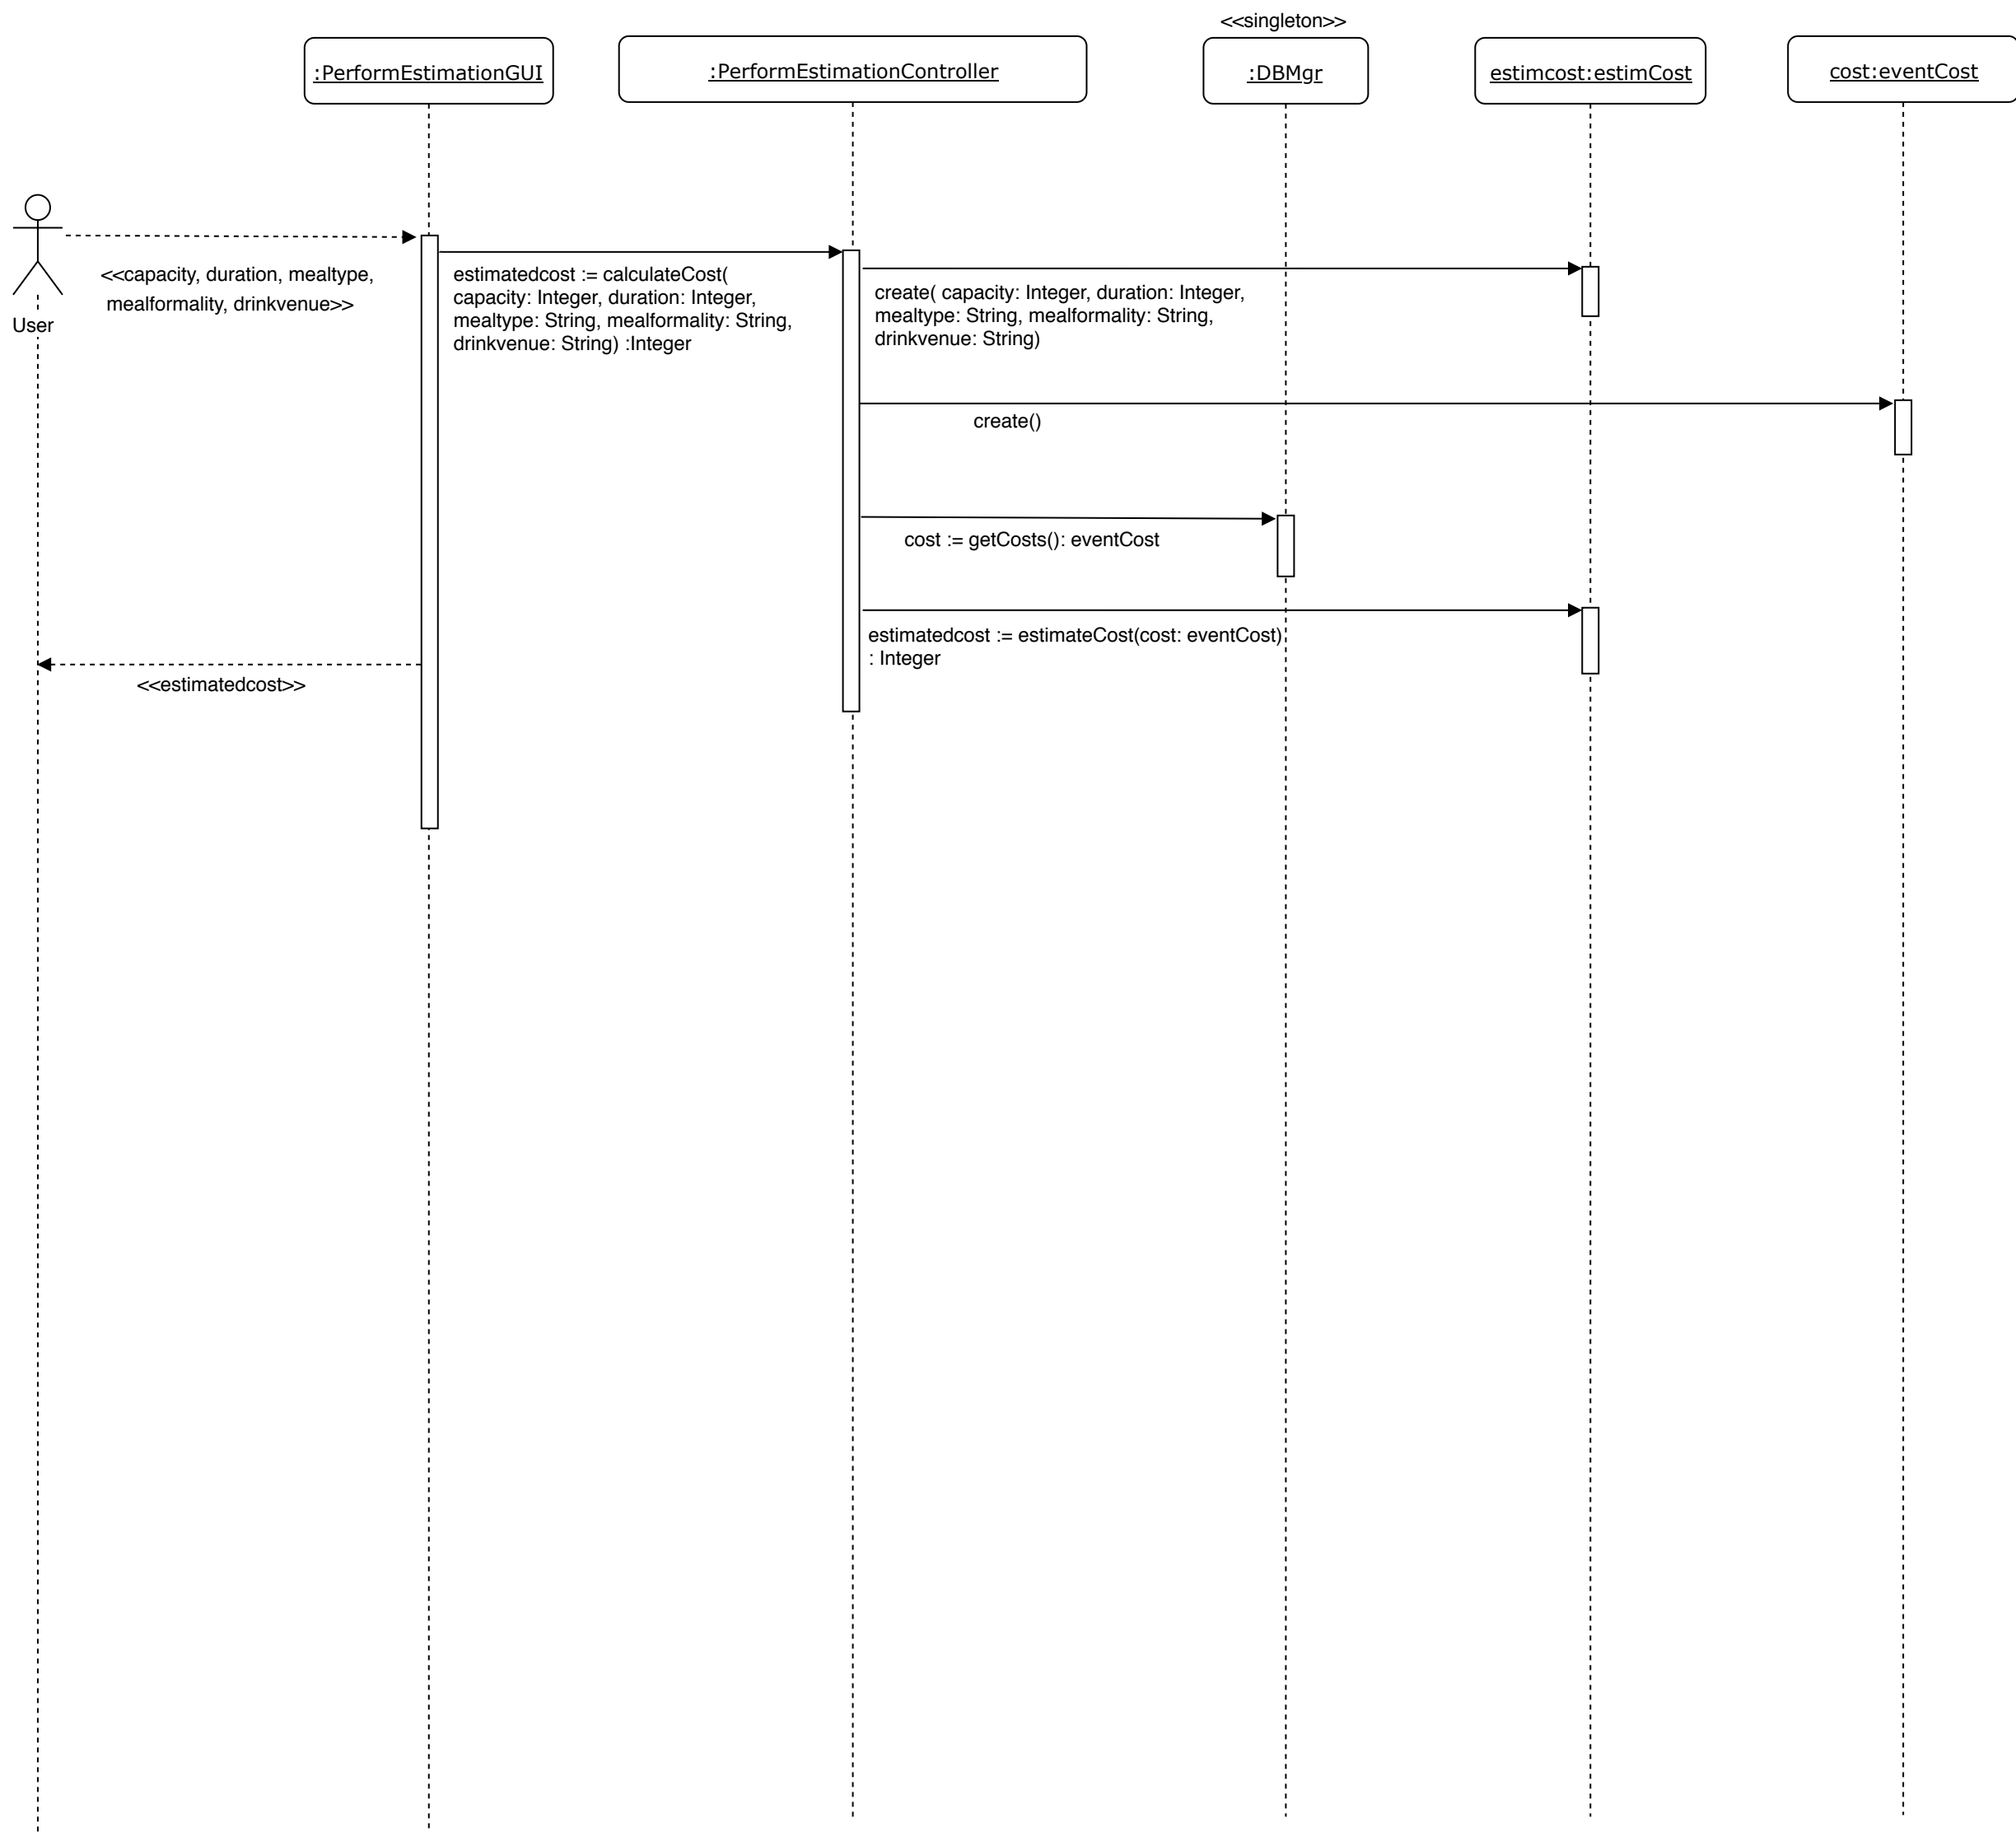 <<singleton>>
:PerformEstimationGUI
:PerformEstimationController
:DBMgr
estimcost:estimCost
cost:eventCost
User
<<capacity, duration, mealtype,
mealformality, drinkvenue>>
estimatedcost := calculateCost(
capacity: Integer, duration: Integer,
mealtype: String, mealformality: String,
drinkvenue: String) :Integer
create( capacity: Integer, duration: Integer,
mealtype: String, mealformality: String,
drinkvenue: String)
create()
cost := getCosts(): eventCost
estimatedcost := estimateCost(cost: eventCost)
: Integer
<<estimatedcost>>